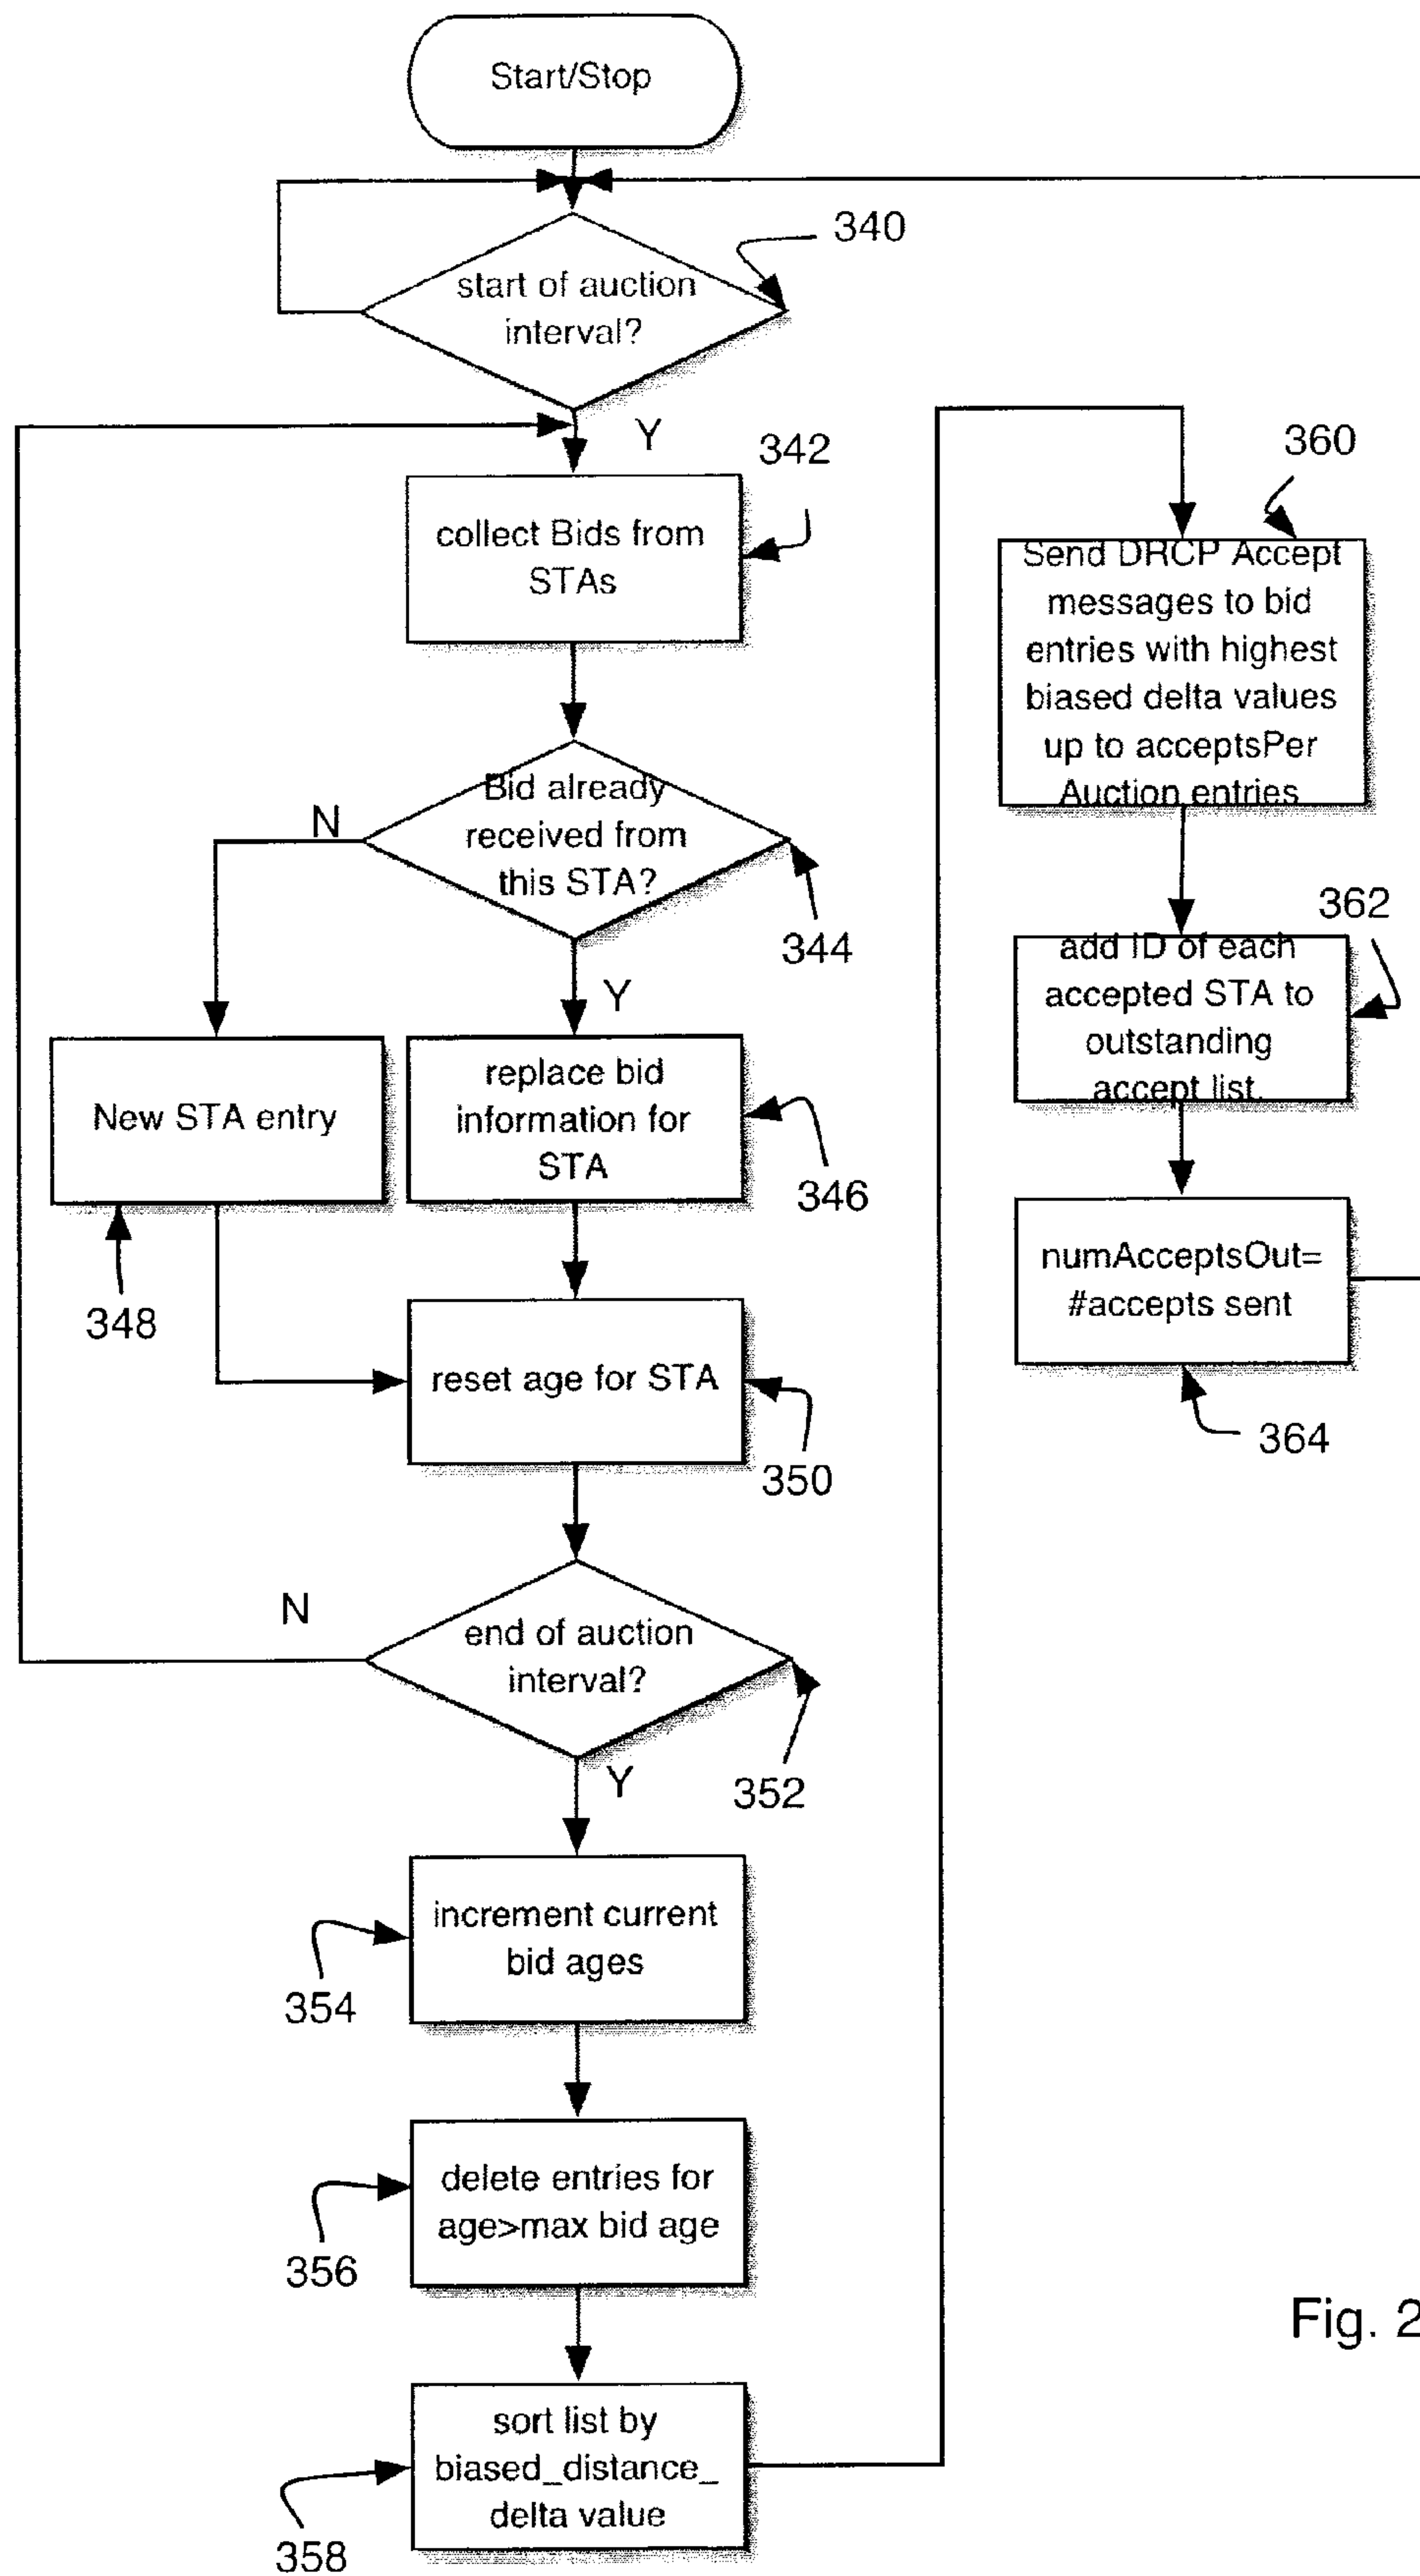 Start/Stop
340
start of auction
interval?
Y
342
collect Bids from
STAs
N
Bid already
received from
this STA?
344
Y
New STA entry
replace bid
information for
STA
346
348
reset age for STA
350
N
end of auction
interval?
Y
352
increment current
bid ages
354
delete entries for
age>max bid age
356
sort list by
biased_distance_
delta value
358
360
Send DRCP Accept
messages to bid
entries with highest
biased delta values
up to acceptsPer
Auction entries
362
add ID of each
accepted STA to
outstanding
accept list.
numAcceptsOut=
#accepts sent
364
Fig. 2